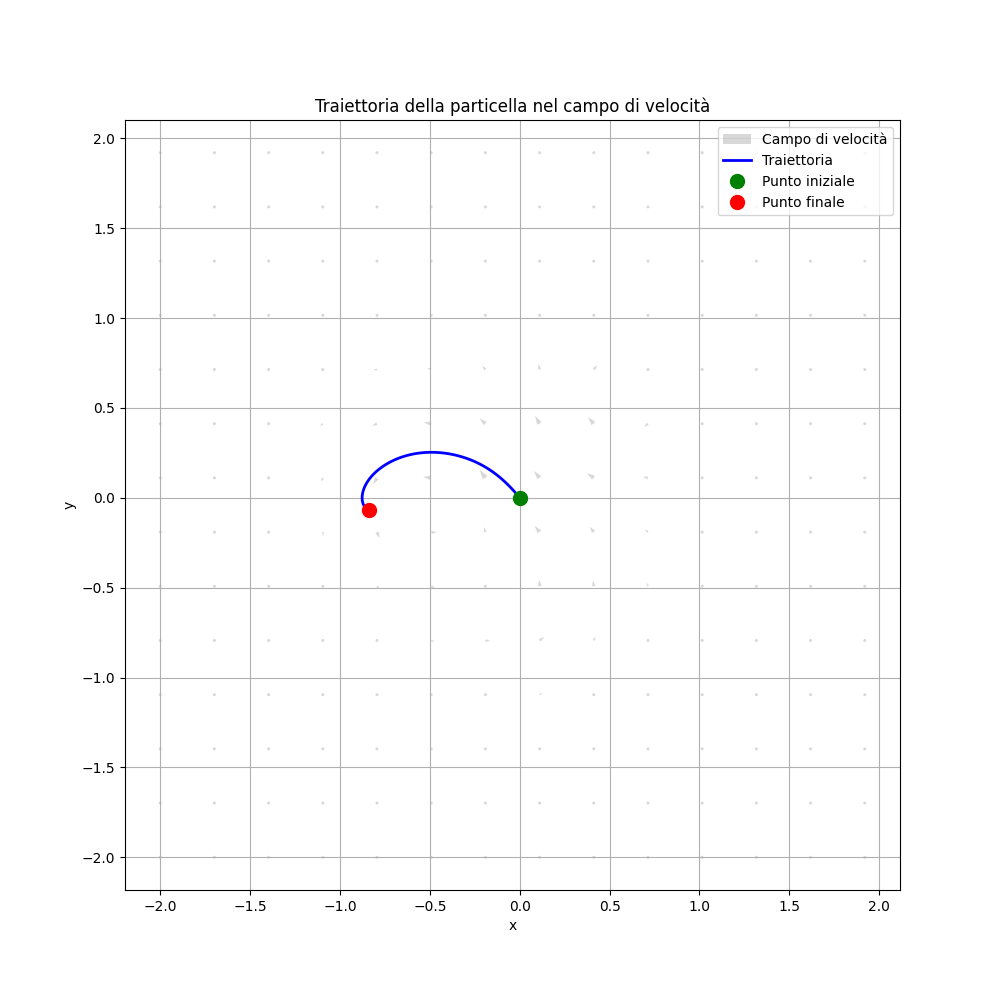 Traiettoria della particella nel campo di velocità
Campo di velocità
Traiettoria
Punto iniziale
Punto finale
2.0
1.5
1.0
0.5
0.0
−0.5
−1.0
−1.5
−2.0
y
−2.0 −1.5 −1.0 −0.5 0.0 0.5 1.0 1.5 2.0
x